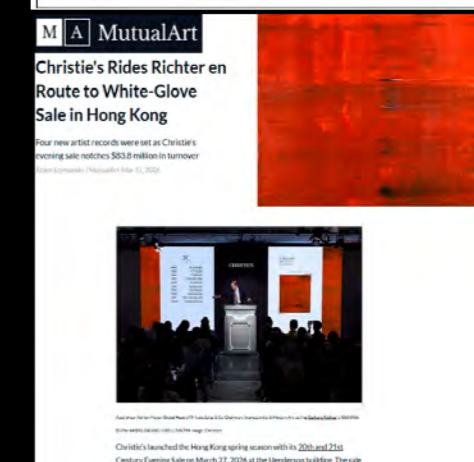 M A MutualArt
Christie's Rides Richter en
Route to White-Glove
Sale in Hong Kong
Four new artist records were set as Christie's
evening sale notches $83.8 million in turnover
CHRISTIE'S
Christie's launched the Hong Kong spring season with its 20th and 21st
Century Evening Sale on March 27, 2026 at the Henderson building. The sale